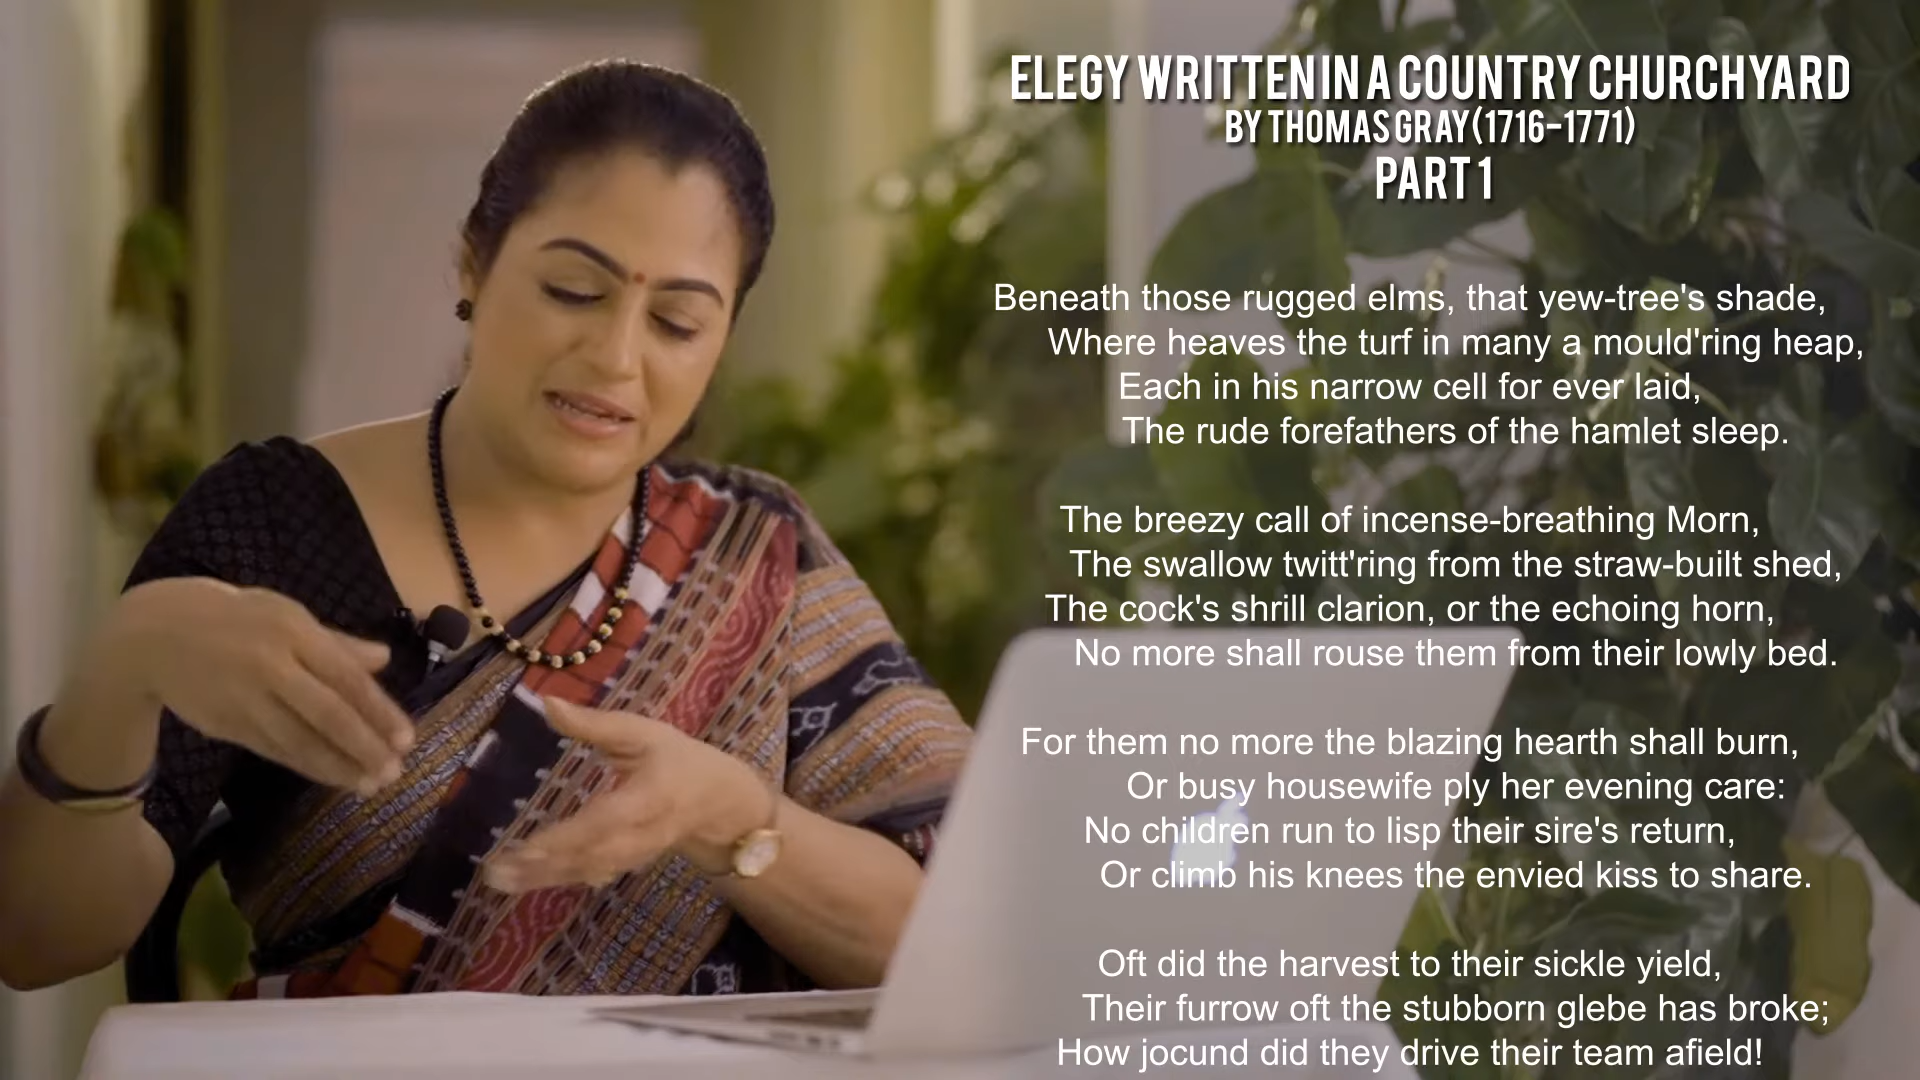 ELEGY WRITTEN IN A COUNTRY CHURCHYARD
BY THOMAS GRAY (1716-1771)
PART 1
Beneath those rugged elms, that yew-tree's shade,
Where heaves the turf in many a mould'ring heap,
Each in his narrow cell for ever laid,
The rude forefathers of the hamlet sleep.
The breezy call of incense-breathing Morn,
The swallow twitt'ring from the straw-built shed,
The cock's shrill clarion, or the echoing horn,
No more shall rouse them from their lowly bed.
For them no more the blazing hearth shall burn,
Or busy housewife ply her evening care:
No children run to lisp their sire's return,
Or climb his knees the envied kiss to share.
Oft did the harvest to their sickle yield,
Their furrow oft the stubborn glebe has broke;
How jocund did they drive their team afield!